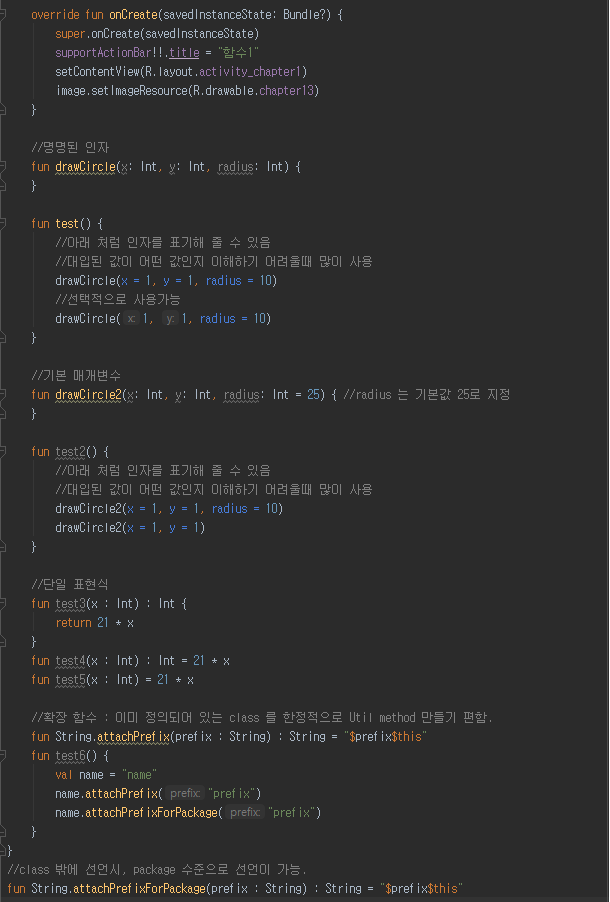 override fun onCreate(savedInstanceState: Bundle?) {
super.onCreate(savedInstanceState)
supportActionBar!!.title = "함수1"
setContentView(R.layout.activity_chapter1)
image.setImageResource(R.drawable.chapter13)
}
//명명된 인자
fun drawCircle(x: Int, y: Int, radius: Int) {
}
fun test() {
//아래 처럼 인자를 표기해 줄 수 있음
//대입된 값이 어떤 값인지 이해하기 어려울때 많이 사용
drawCircle(x = 1, y = 1, radius = 10)
//선택적으로 사용가능
drawCircle( x: 1, y: 1, radius = 10)
}
//기본 매개변수
fun drawCircle2(x: Int, y: Int, radius: Int = 25) { //radius 는 기본값 25로 지정
}
fun test2() {
//아래 처럼 인자를 표기해 줄 수 있음
//대입된 값이 어떤 값인지 이해하기 어려울때 많이 사용
drawCircle2(x = 1, y = 1, radius = 10)
drawCircle2(x = 1, y = 1)
}
//단일 표현식
fun test3(x : Int) : Int {
return 21 * x
}
fun test4(x : Int) : Int = 21 * x
fun test5(x : Int) = 21 * x
//확장 함수 : 이미 정의되어 있는 class 를 한정적으로 Util method 만들기 편함.
fun String.attachPrefix(prefix : String) : String = "$prefix$this"
fun test6() {
val name = "name"
name.attachPrefix( prefix: "prefix")
name.attachPrefixForPackage( prefix: "prefix")
}
}
//class 밖에 선언시, package 수준으로 선언이 가능.
fun String.attachPrefixForPackage(prefix : String) : String = "$prefix$this"